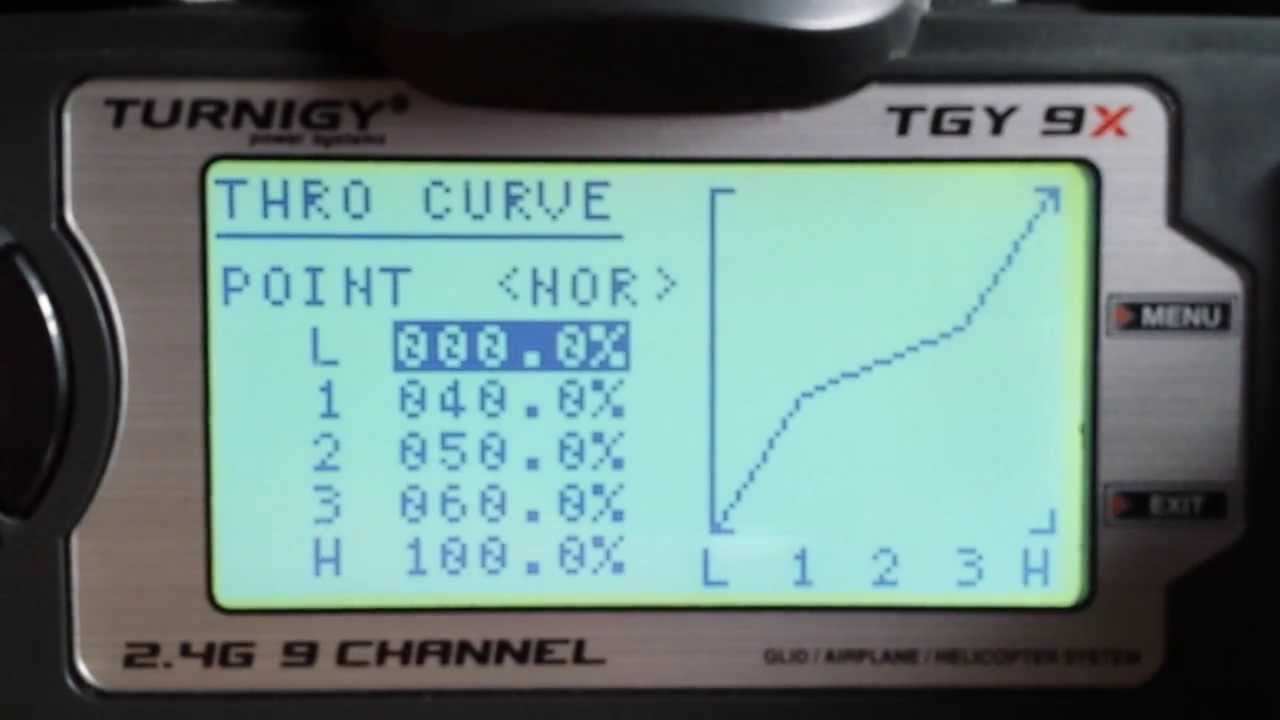 TURNIGY®
power systems
TGY 9X
THRO CURVE
POINT <NOR>
L 000.0%
1 040.0%
2 050.0%
3 060.0%
H 100.0%
L 1 2 3 H
MENU
EXIT
2.4G 9 CHANNEL
GLID / AIRPLANE / HELICOPTER SYSTEM